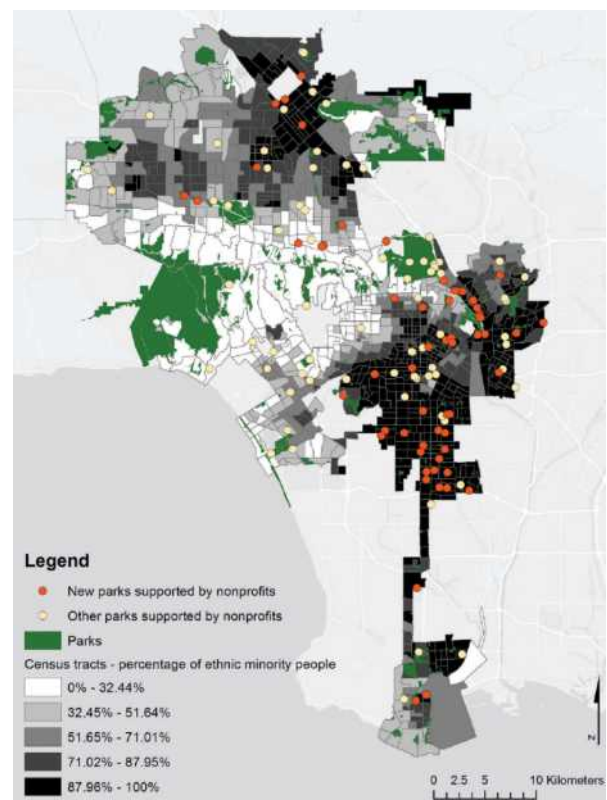 Legend
New parks supported by nonprofits
Other parks supported by nonprofits
Parks
Census tracts - percentage of ethnic minority people
0% - 32.44%
32.45% - 51.64%
51.65% - 71.01%
71.02% - 87.95%
87.96% - 100%
N
0 2.5 5 10 Kilometers